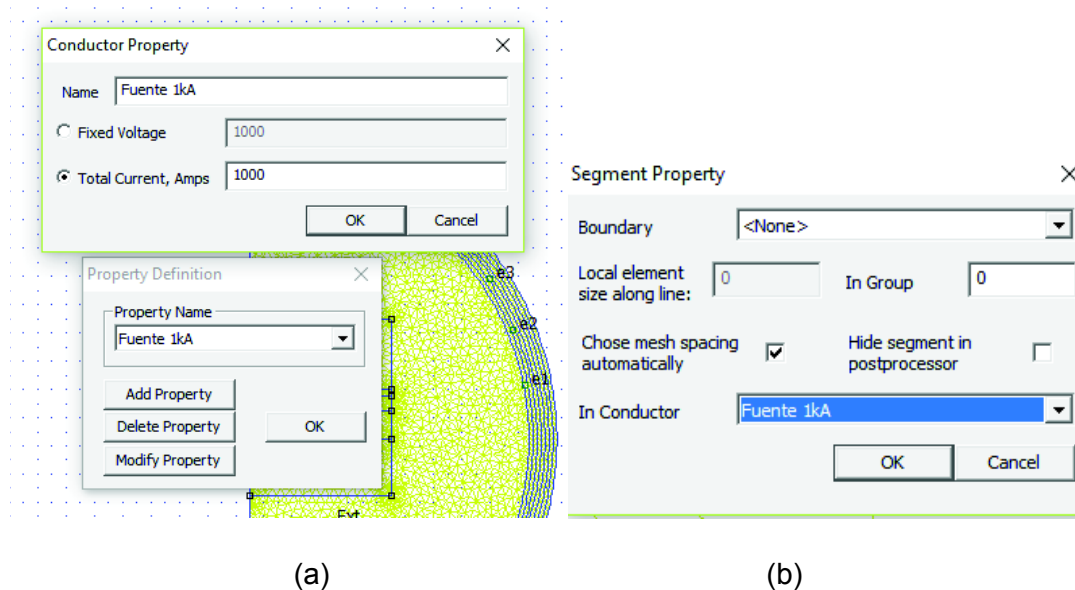 Conductor Property
Name Fuente 1kA
Fixed Voltage 1000
Total Current, Amps 1000
OK Cancel
Property Definition
Property Name
Fuente 1kA
Add Property
Delete Property OK
Modify Property
e3
e2
e1
Ext
Segment Property
Boundary <None>
Local element
size along line: 0 In Group 0
Chose mesh spacing
automatically
Hide segment in
postprocessor
In Conductor Fuente 1kA
OK Cancel
(a) (b)